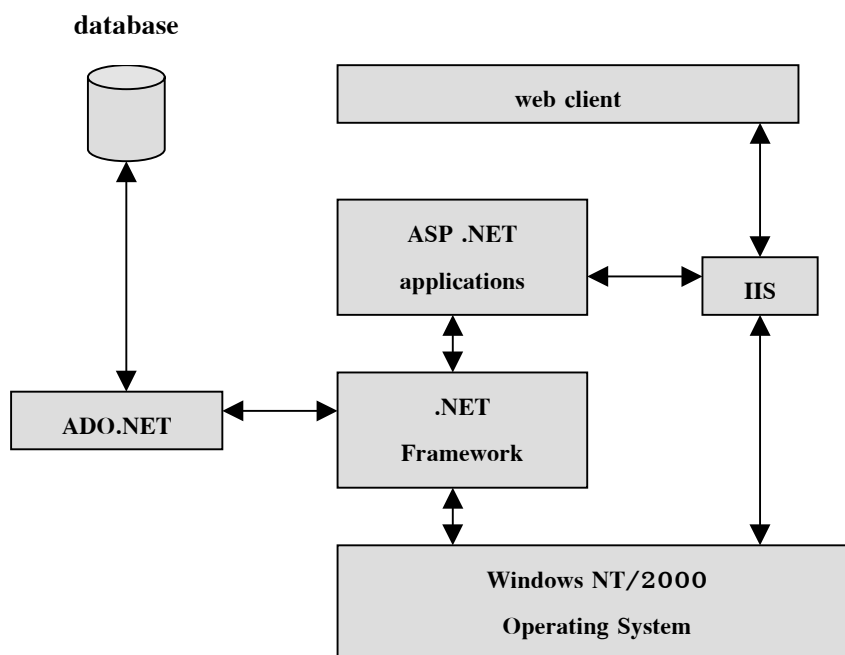 database
web client
ASP .NET
applications
IIS
.NET
Framework
ADO.NET
Windows NT/2000
Operating System